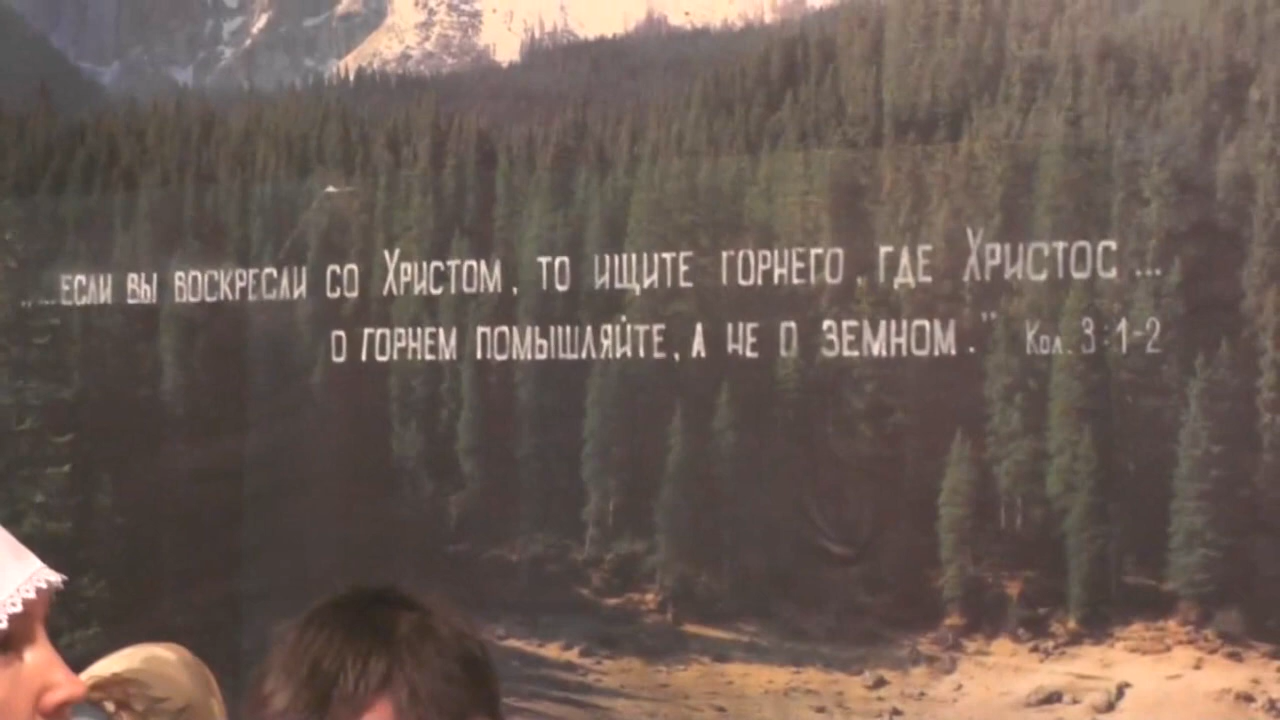 „...если вы воскресли со Христом, то ищите горнего, где Христос ...
о горнем помышляйте, а не о земном." Кол. 3:1-2